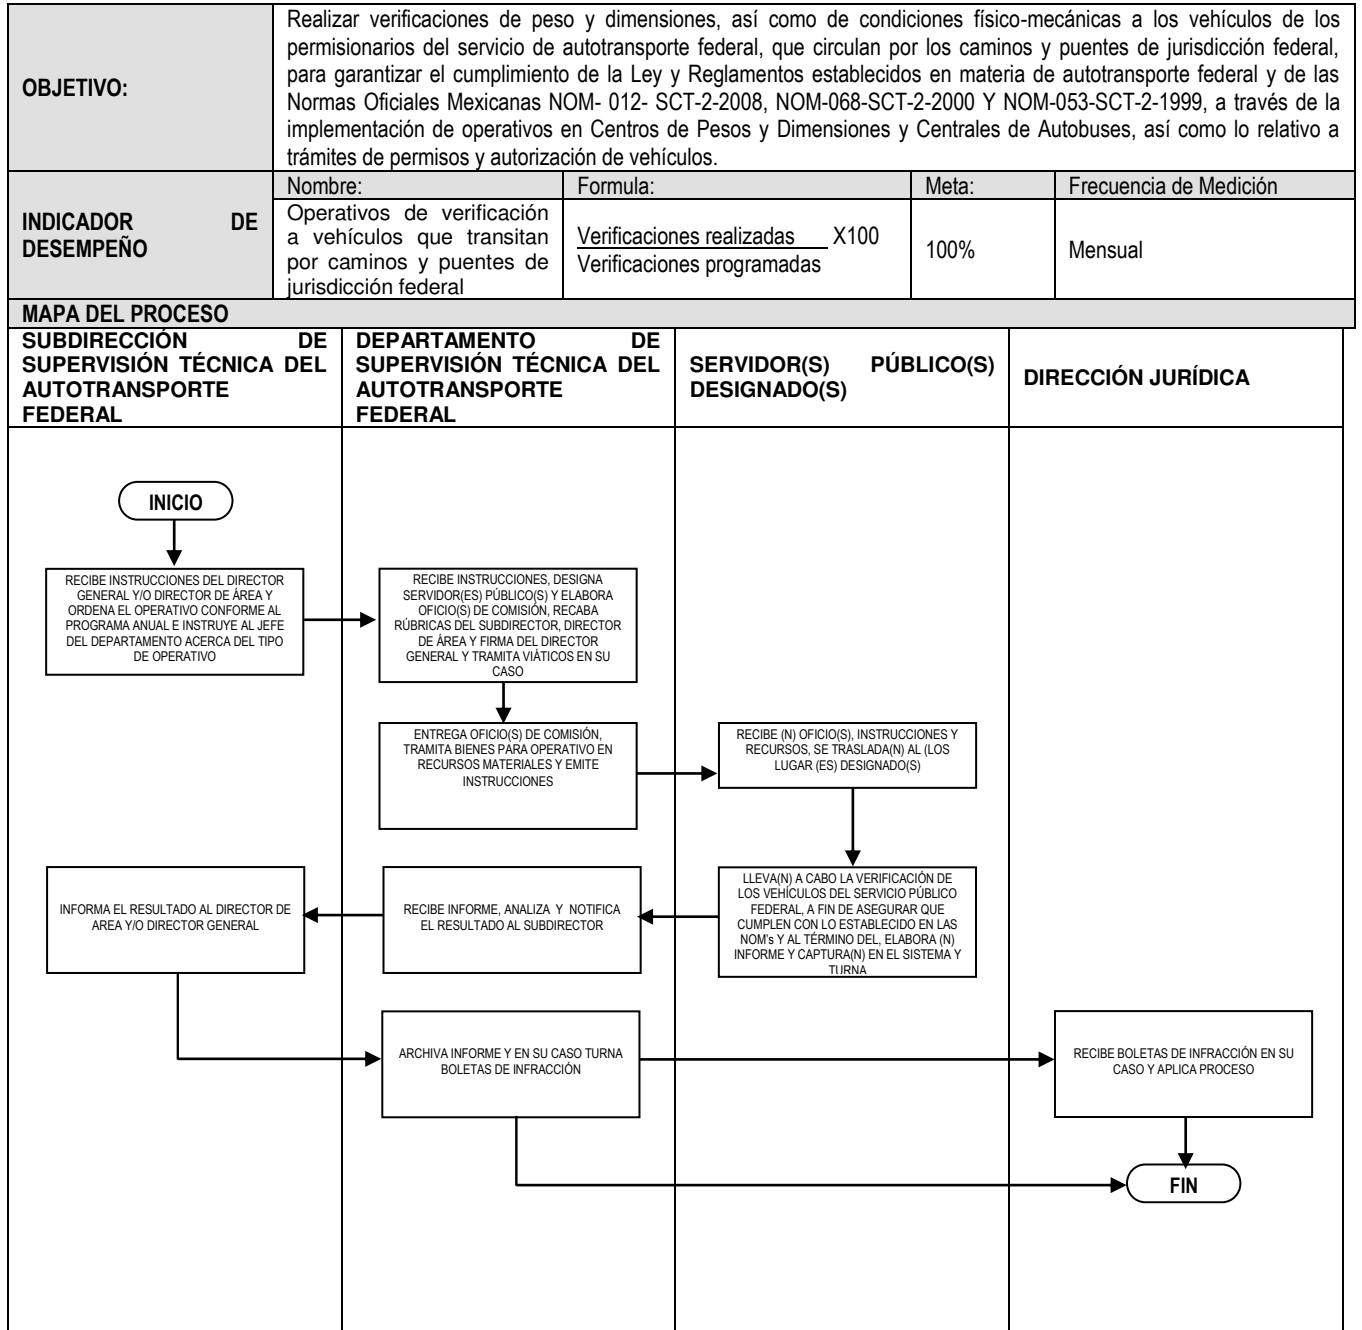 OBJETIVO:
Realizar verificaciones de peso y dimensiones, así como de condiciones físico-mecánicas a los vehículos de los
permisionarios del servicio de autotransporte federal, que circulan por los caminos y puentes de jurisdicción federal,
para garantizar el cumplimiento de la Ley y Reglamentos establecidos en materia de autotransporte federal y de las
Normas Oficiales Mexicanas NOM- 012- SCT-2-2008, NOM-068-SCT-2-2000 Y NOM-053-SCT-2-1999, a través de la
implementación de operativos en Centros de Pesos y Dimensiones y Centrales de Autobuses, así como lo relativo a
trámites de permisos y autorización de vehículos.
INDICADOR DE
DESEMPEÑO
Nombre:
Formula:
Meta:
Frecuencia de Medición
Operativos de verificación
a vehículos que transitan
por caminos y puentes de
jurisdicción federal
Verificaciones realizadas X100
Verificaciones programadas
100%
Mensual
MAPA DEL PROCESO
SUBDIRECCIÓN DE
SUPERVISIÓN TÉCNICA DEL
AUTOTRANSPORTE
FEDERAL
DEPARTAMENTO DE
SUPERVISIÓN TÉCNICA DEL
AUTOTRANSPORTE
FEDERAL
SERVIDOR(S) PÚBLICO(S)
DESIGNADO(S)
DIRECCIÓN JURÍDICA
INICIO
RECIBE INSTRUCCIONES DEL DIRECTOR
GENERAL Y/O DIRECTOR DE ÁREA Y
ORDENA EL OPERATIVO CONFORME AL
PROGRAMA ANUAL E INSTRUYE AL JEFE
DEL DEPARTAMENTO ACERCA DEL TIPO
DE OPERATIVO
RECIBE INSTRUCCIONES, DESIGNA
SERVIDOR(ES) PÚBLICO(S) Y ELABORA
OFICIO(S) DE COMISIÓN, RECABA
RÚBRICAS DEL SUBDIRECTOR, DIRECTOR
DE ÁREA Y FIRMA DEL DIRECTOR
GENERAL Y TRAMITA VIÁTICOS EN SU
CASO
ENTREGA OFICIO(S) DE COMISIÓN,
TRAMITA BIENES PARA OPERATIVO EN
RECURSOS MATERIALES Y EMITE
INSTRUCCIONES
RECIBE (N) OFICIO(S), INSTRUCCIONES Y
RECURSOS, SE TRASLADA(N) AL (LOS
LUGAR (ES) DESIGNADO(S)
LLEVA(N) A CABO LA VERIFICACIÓN DE
LOS VEHÍCULOS DEL SERVICIO PÚBLICO
FEDERAL, A FIN DE ASEGURAR QUE
CUMPLEN CON LO ESTABLECIDO EN LAS
NOM's Y AL TÉRMINO DEL, ELABORA (N)
INFORME Y CAPTURA(N) EN EL SISTEMA Y
TURNA
RECIBE INFORME, ANALIZA Y NOTIFICA
EL RESULTADO AL SUBDIRECTOR
INFORMA EL RESULTADO AL DIRECTOR DE
AREA Y/O DIRECTOR GENERAL
ARCHIVA INFORME Y EN SU CASO TURNA
BOLETAS DE INFRACCIÓN
RECIBE BOLETAS DE INFRACCIÓN EN SU
CASO Y APLICA PROCESO
FIN